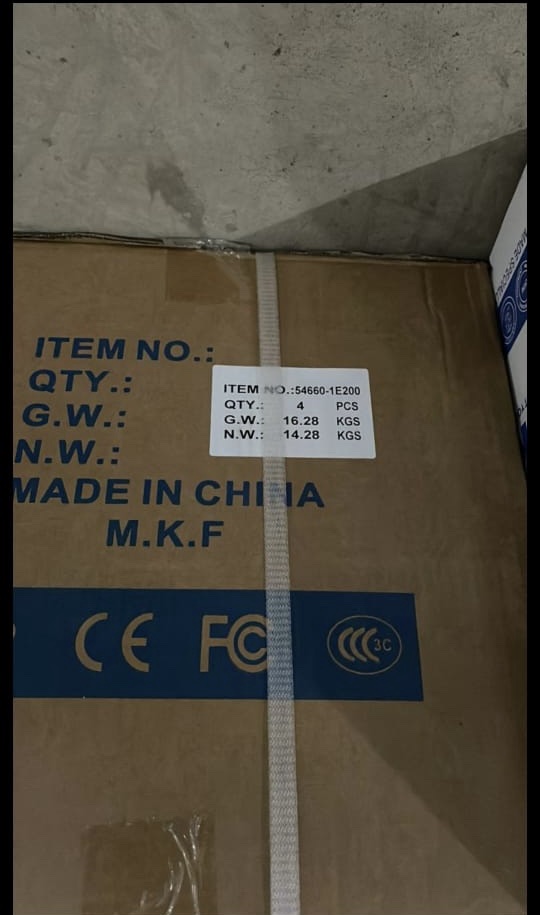 ITEM NO.:
QTY.:
G.W.:
N.W.:
MADE IN CHINA
M.K.F
ITEM NO.:54660-1E200
QTY.: 4 PCS
G.W.: 16.28 KGS
N.W.: 14.28 KGS
CE FC CCC 3C